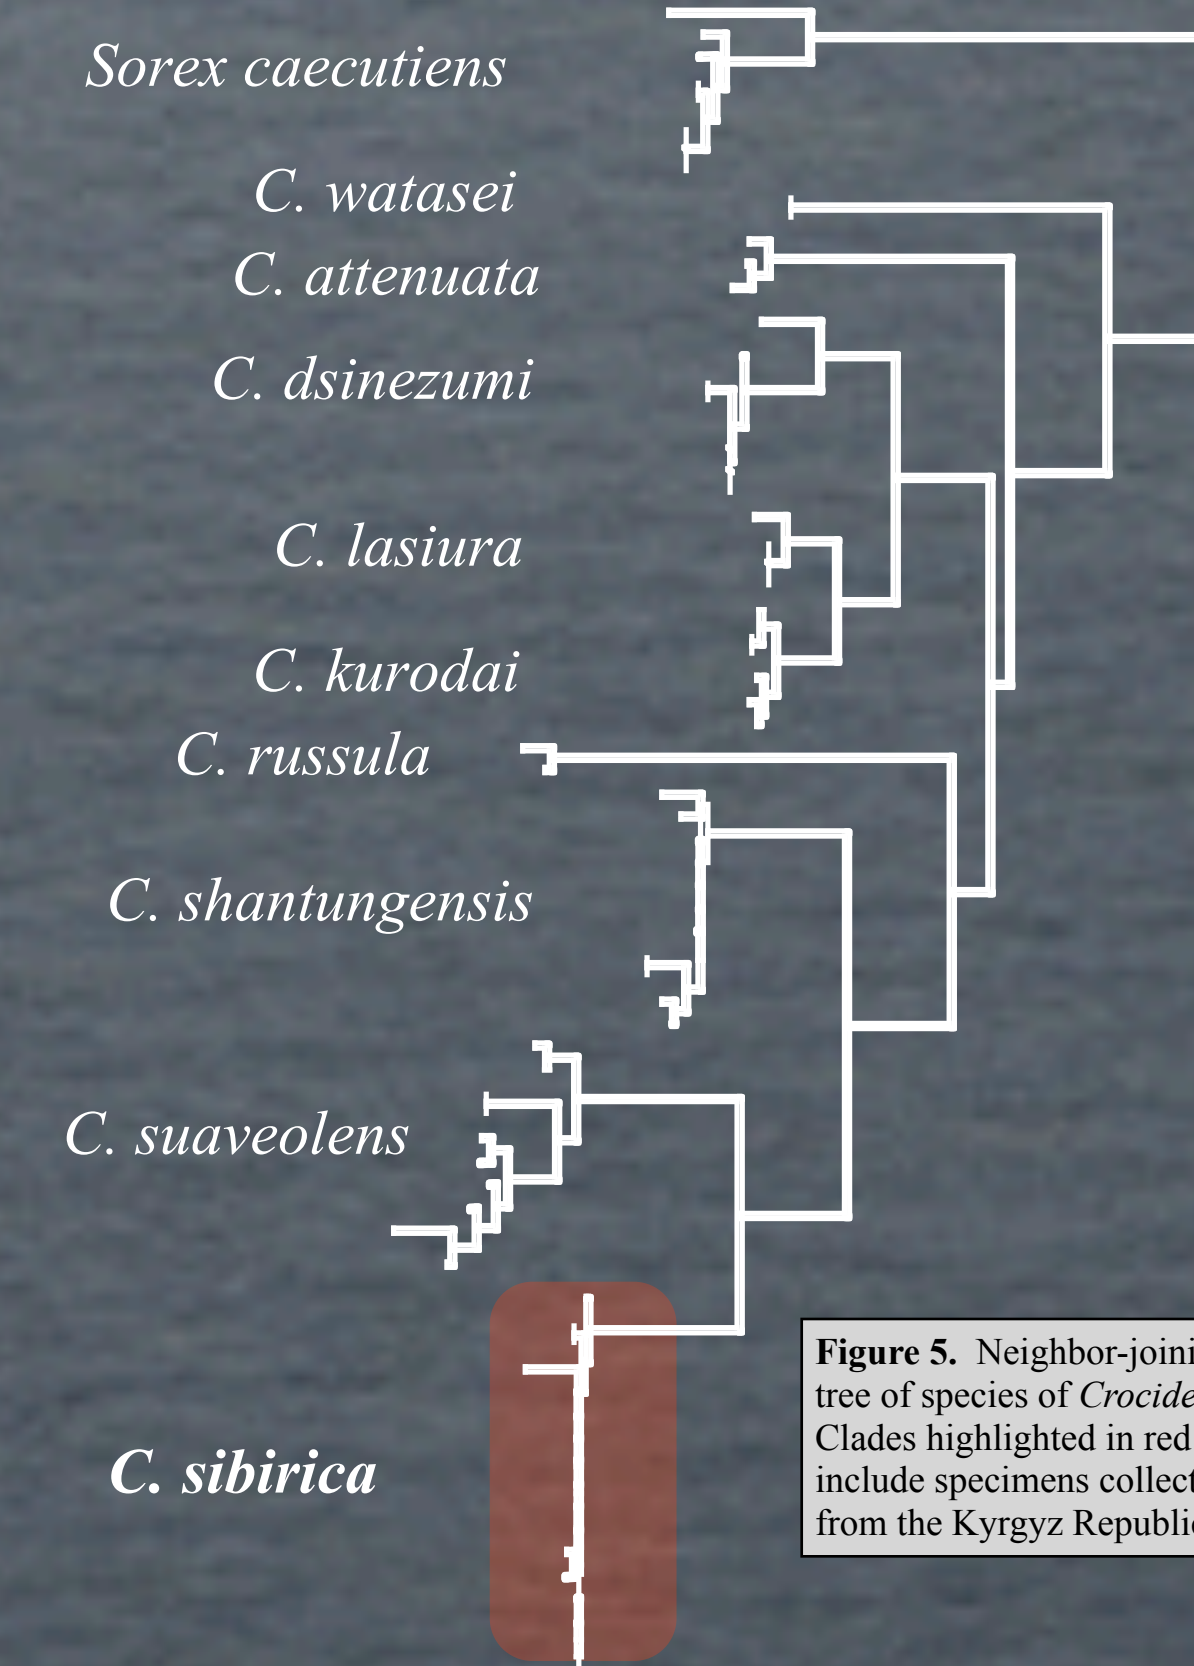 Sorex caecutiens
C. watasei
C. attenuata
C. dsinezumi
C. lasiura
C. kurodai
C. russula
C. shantungensis
C. suaveolens
C. sibirica
Figure 5. Neighbor-joini
tree of species of Crocide
Clades highlighted in red
include specimens collect
from the Kyrgyz Republic